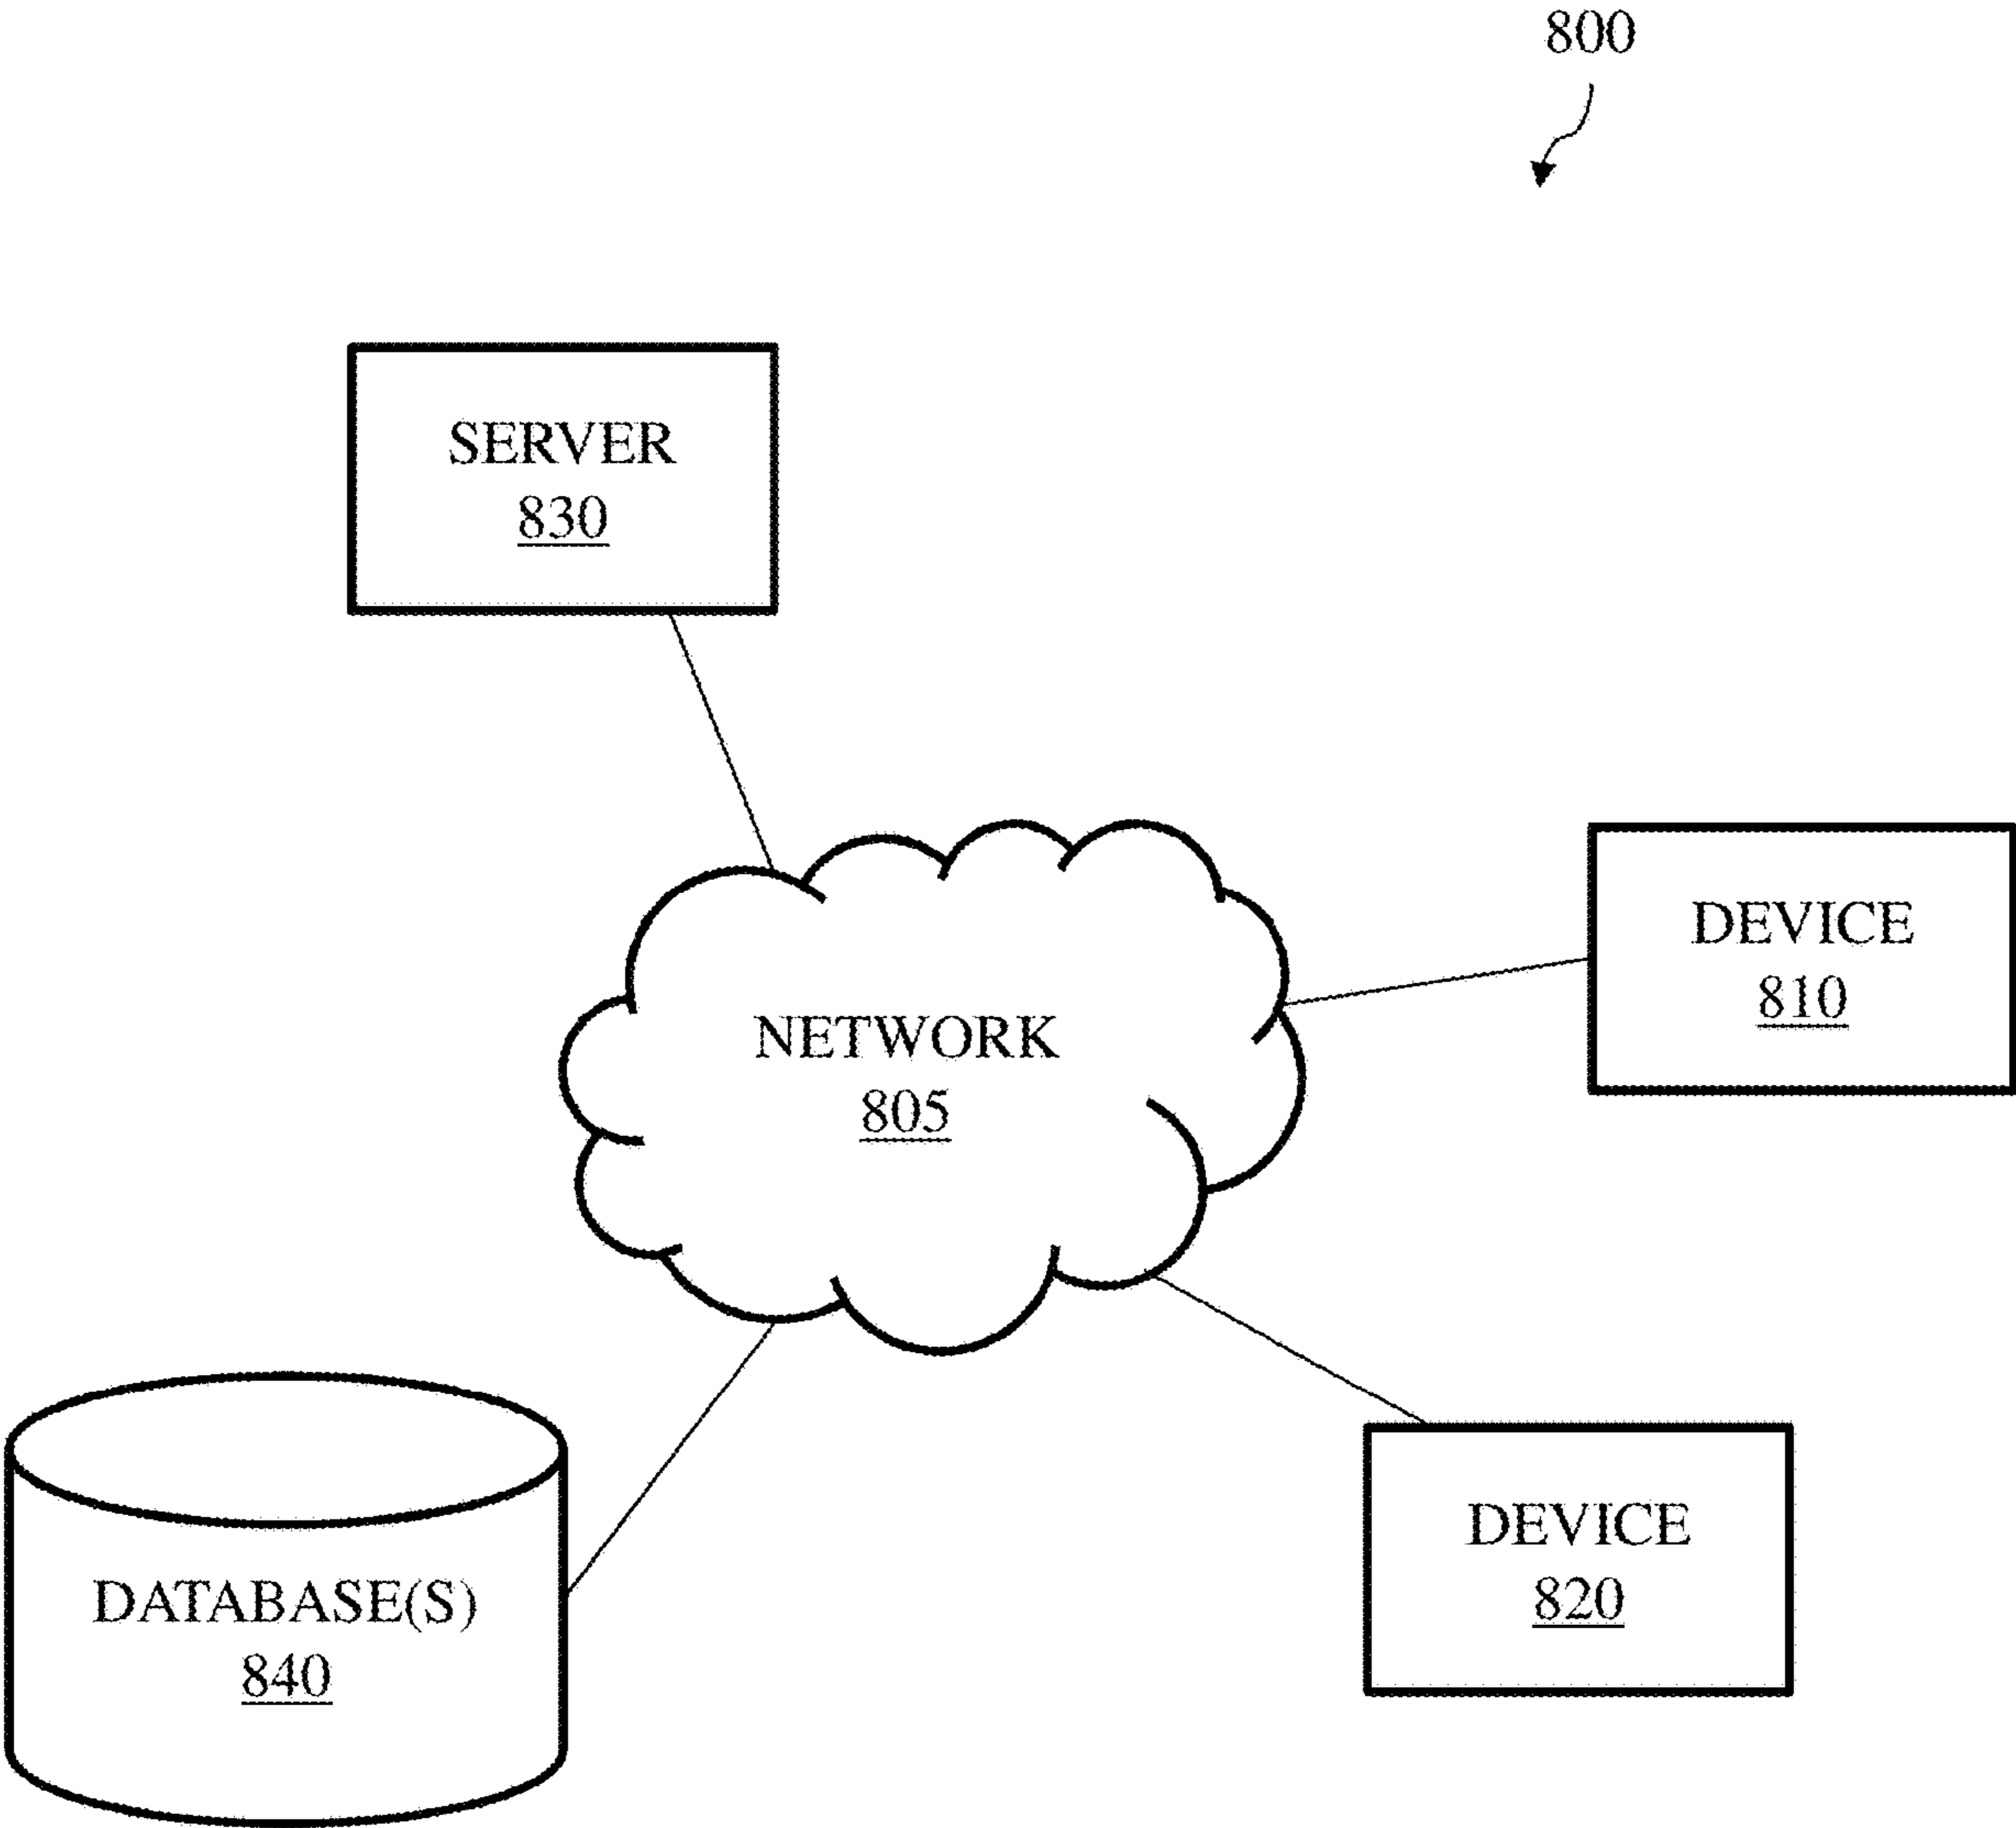 800
SERVER
830
DEVICE
810
NETWORK
805
DEVICE
820
DATABASE(S)
840